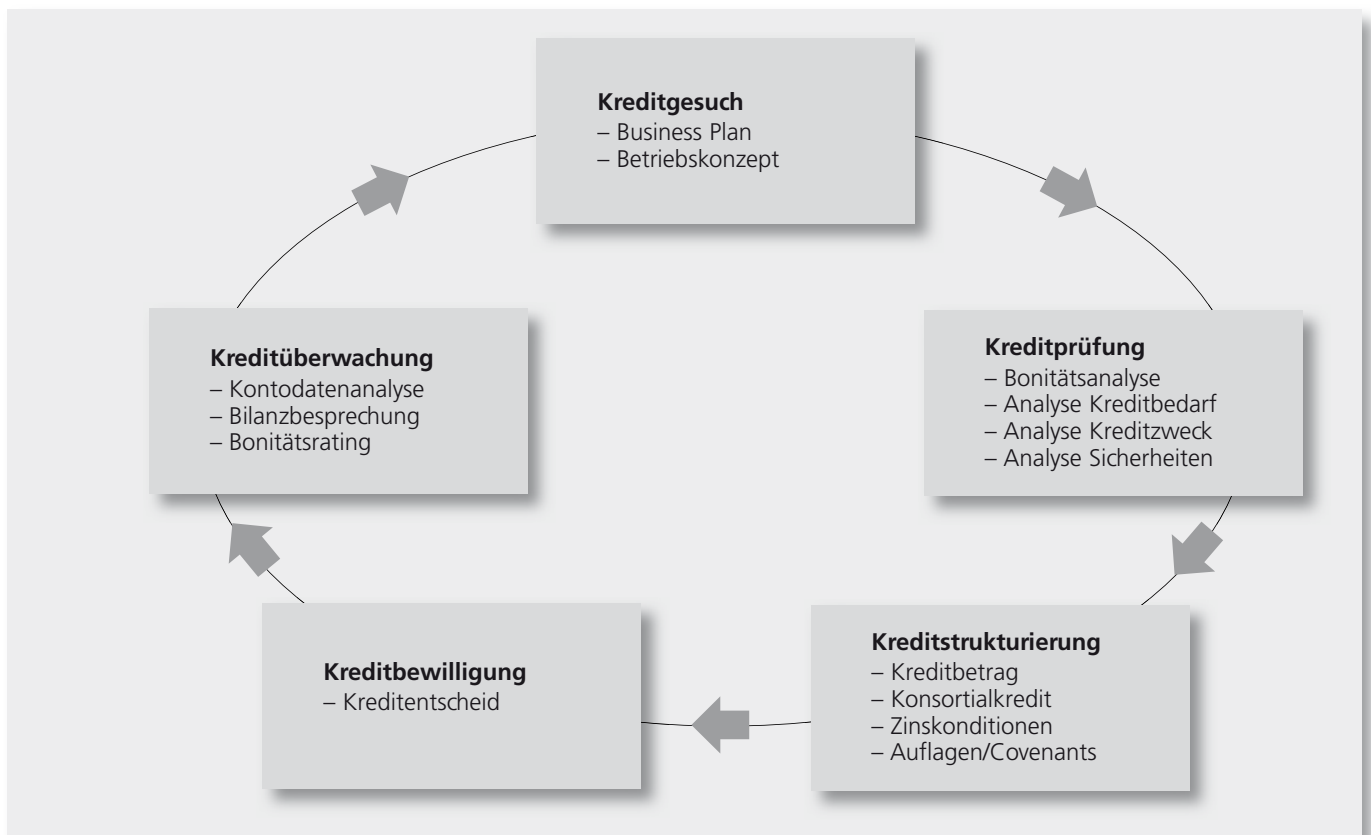 Kreditgesuch
– Business Plan
– Betriebskonzept
Kreditprüfung
– Bonitätsanalyse
– Analyse Kreditbedarf
– Analyse Kreditzweck
– Analyse Sicherheiten
Kreditstrukturierung
– Kreditbetrag
– Konsortialkredit
– Zinskonditionen
– Auflagen/Covenants
Kreditbewilligung
– Kreditentscheid
Kreditüberwachung
– Kontodatenanalyse
– Bilanzbesprechung
– Bonitätsrating